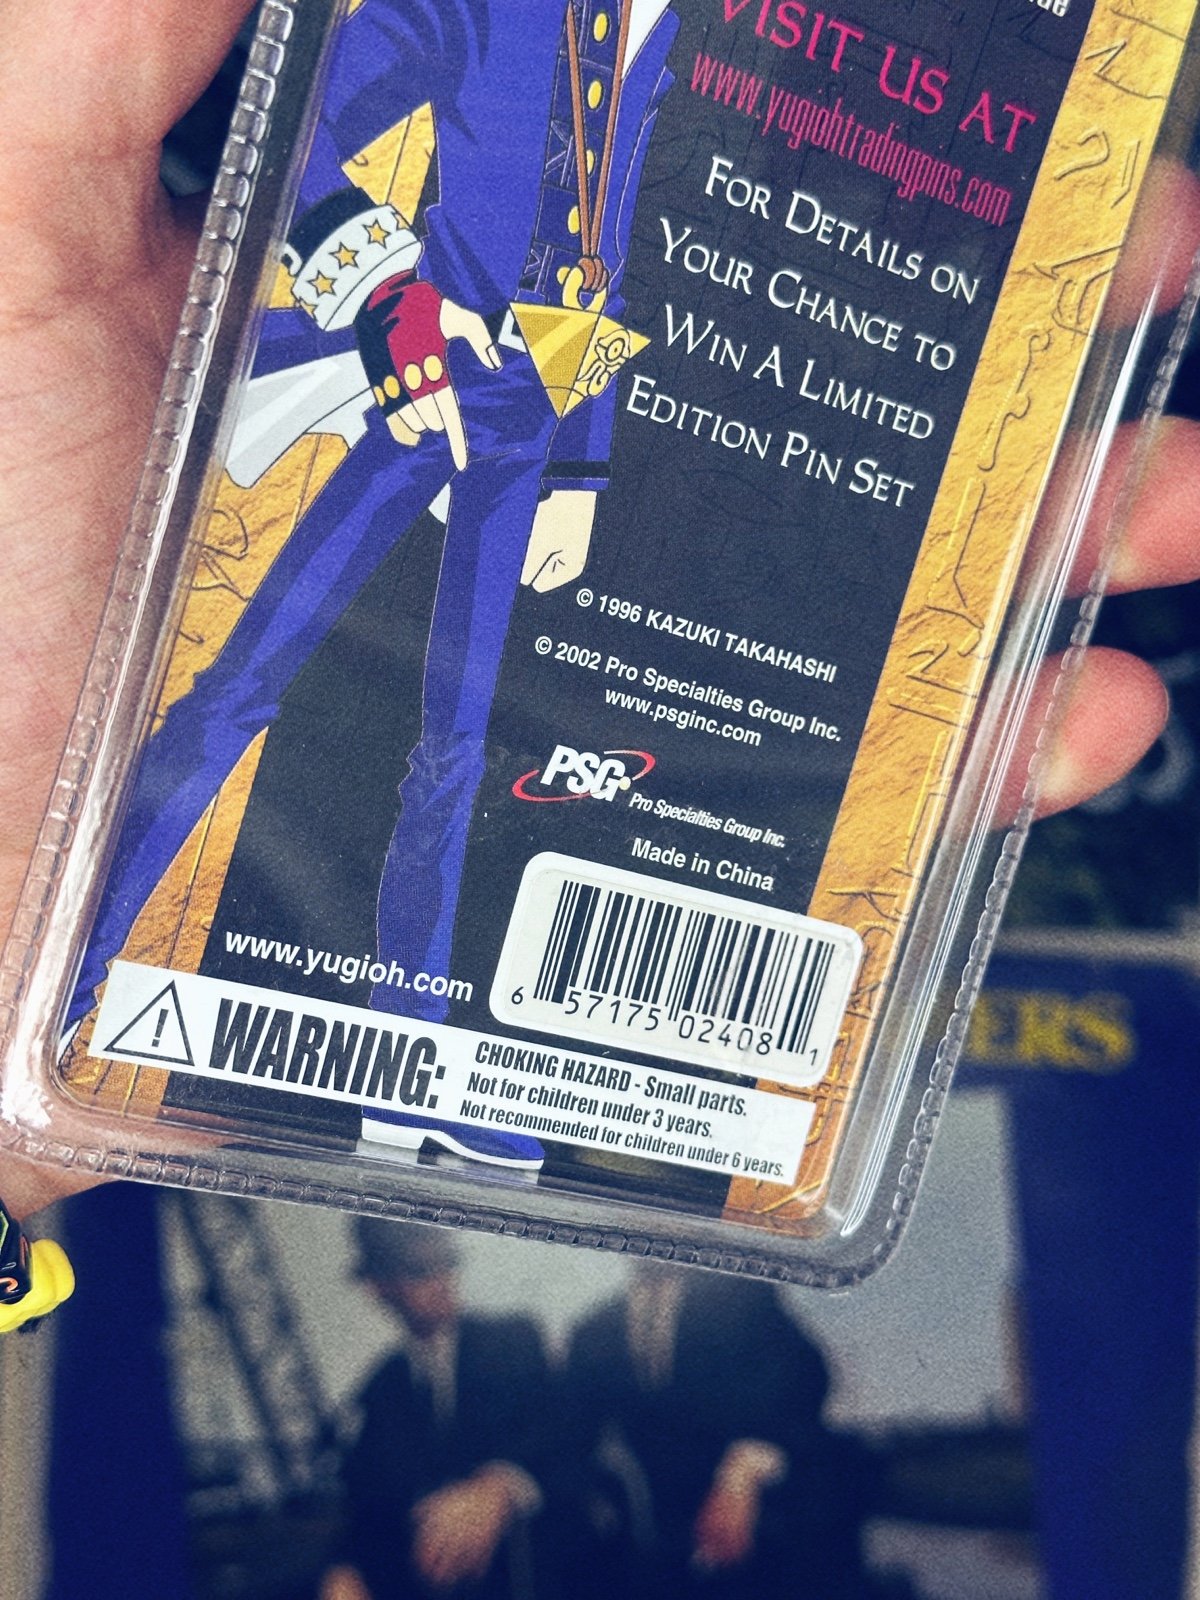 VISIT US AT
www.yugiohtradingpins.com
FOR DETAILS ON
YOUR CHANCE TO
WIN A LIMITED
EDITION PIN SET
© 1996 KAZUKI TAKAHASHI
© 2002 Pro Specialties Group Inc.
www.psginc.com
PSG
Pro Specialties Group Inc.
Made in China
6 57175 02408 1
www.yugioh.com
WARNING:
CHOKING HAZARD - Small parts.
Not for children under 3 years.
Not recommended for children under 6 years.